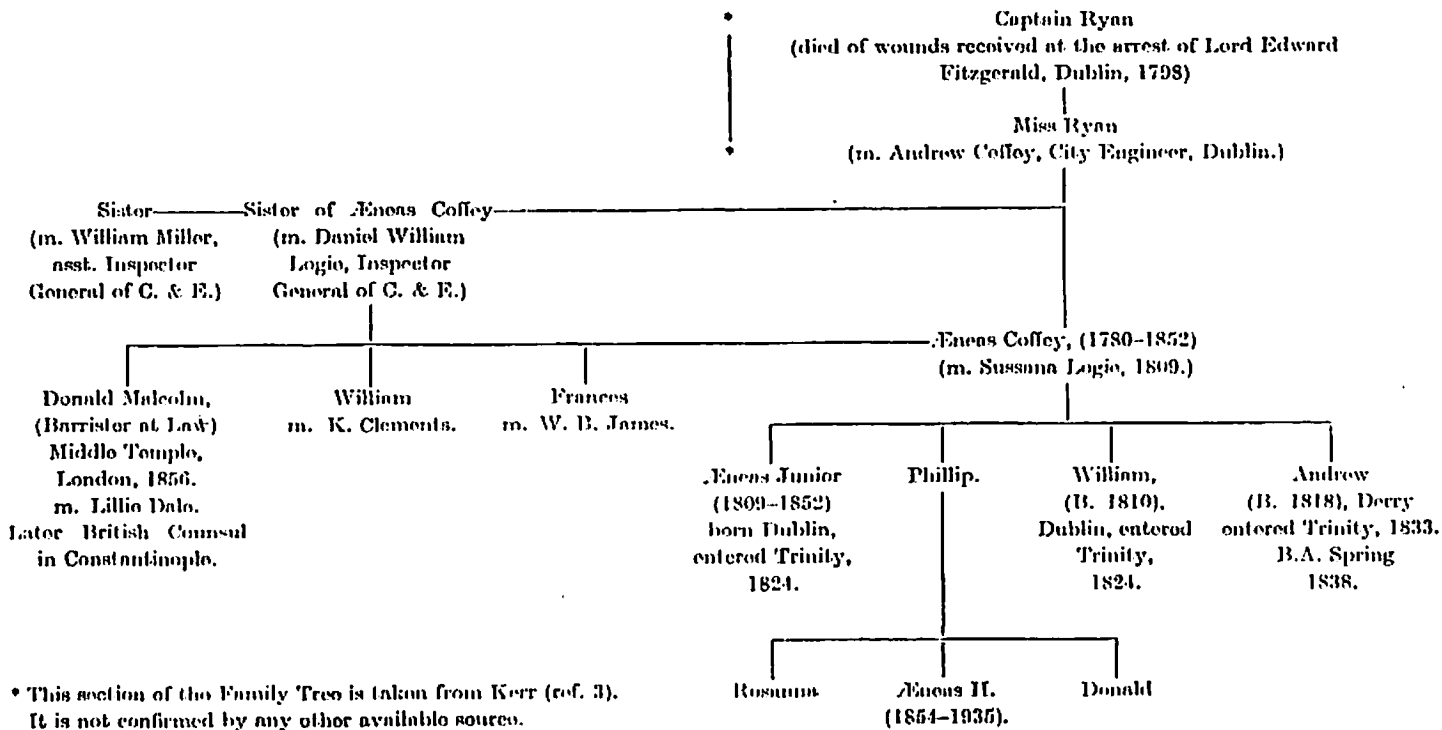 *
Captain Ryan
(died of wounds received at the arrest of Lord Edward
Fitzgerald, Dublin, 1798)
Miss Ryan
*
(m. Andrew Coffey, City Engineer, Dublin.)
Sister
(m. William Miller,
asst. Inspector
General of C. & E.)
Sister of Æneas Coffey
(m. Daniel William
Logie, Inspector
General of C. & E.)
Æneas Coffey, (1780–1852)
(m. Sussana Logie, 1809.)
Donald Malcolm,
(Barrister at Law)
Middle Temple,
London, 1856.
m. Lillie Dale.
Later British Counsul
in Constantinople.
William
m. K. Clements.
Frances
m. W. B. James.
Æneas Junior
(1809–1852)
born Dublin,
entered Trinity,
1824.
Phillip.
William,
(B. 1810),
Dublin, entered
Trinity,
1824.
Andrew
(B. 1818), Derry
entered Trinity, 1833.
B.A. Spring
1838.
Rosanna
Æneas H.
(1854–1935).
Donald
* This section of the Family Tree is taken from Kerr (ref. 3).
It is not confirmed by any other available source.